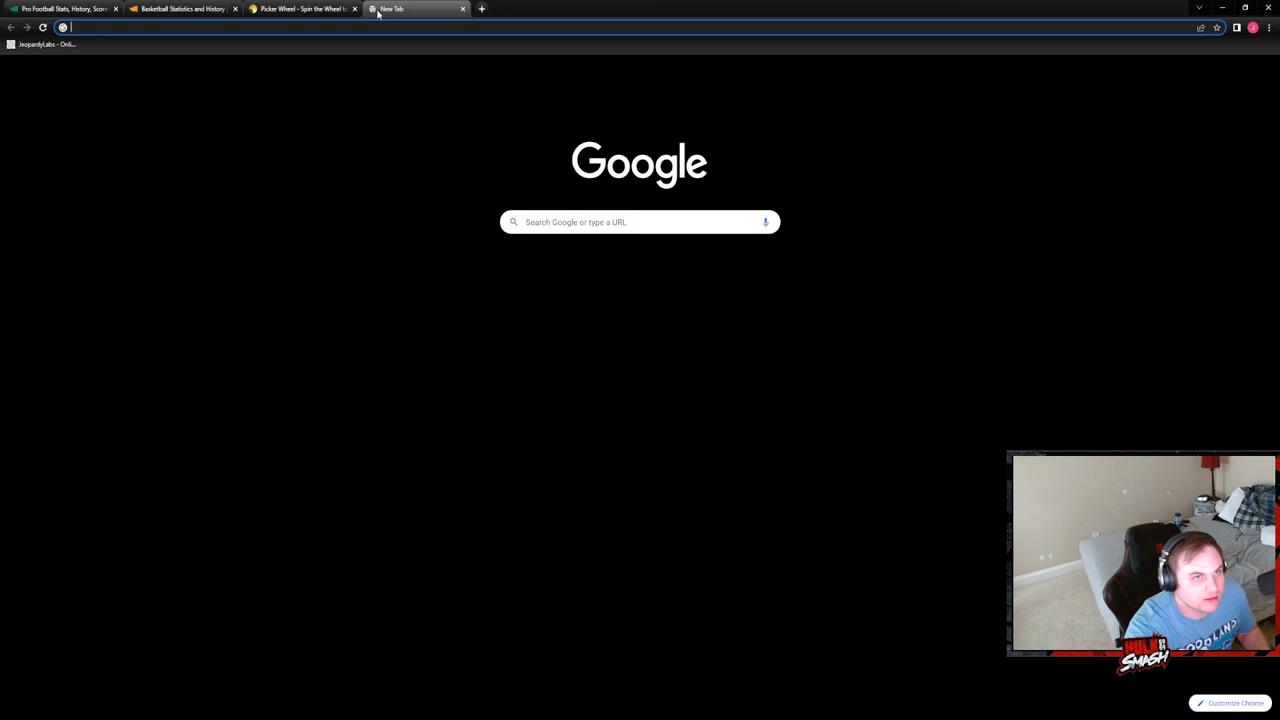 Pro Football Stats, History, Score
Basketball Statistics and History
Picker Wheel - Spin the Wheel to
New Tab
JeopardyLabs - Onli...
Google
Search Google or type a URL
J
HULK
SMASH
Customize Chrome